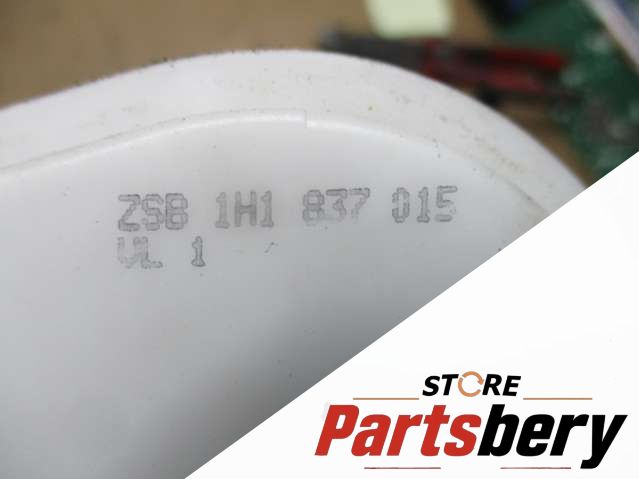 ZSB 1H1 837 015
VL 1
STORE
Partsbery